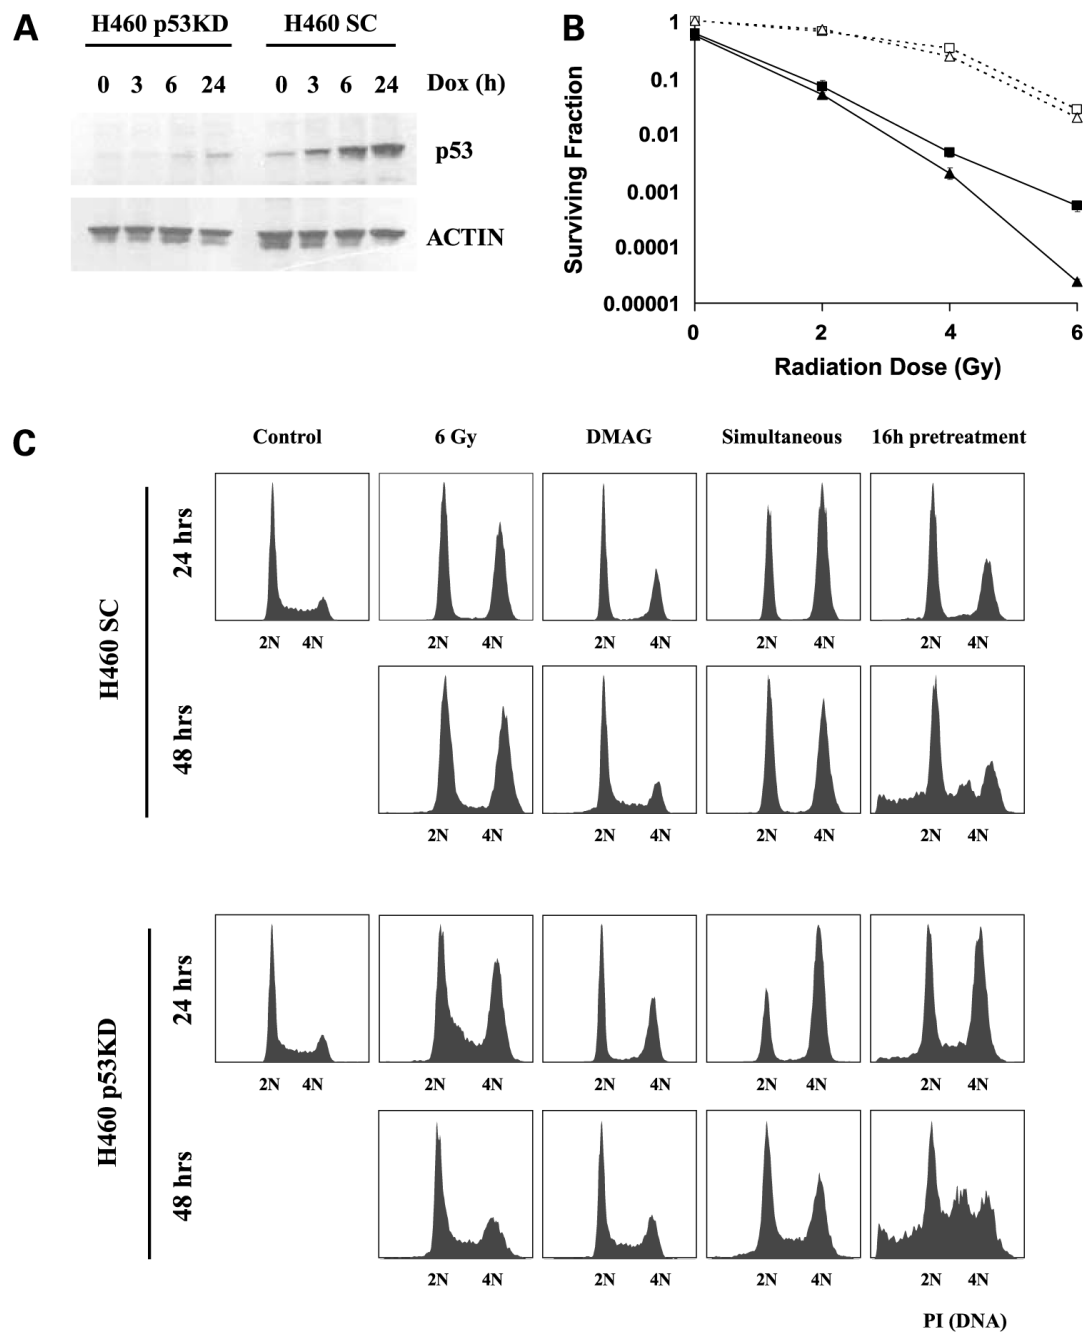 A
H460 p53KD H460 SC
0 3 6 24 0 3 6 24 Dox (h)
p53
ACTIN
B
Surviving Fraction
1
0.1
0.01
0.001
0.0001
0.00001
0 2 4 6
Radiation Dose (Gy)
C
Control 6 Gy DMAG Simultaneous 16h pretreatment
H460 SC
24 hrs
2N 4N 2N 4N 2N 4N 2N 4N 2N 4N
48 hrs
2N 4N 2N 4N 2N 4N 2N 4N
H460 p53KD
24 hrs
2N 4N 2N 4N 2N 4N 2N 4N 2N 4N
48 hrs
2N 4N 2N 4N 2N 4N 2N 4N
PI (DNA)